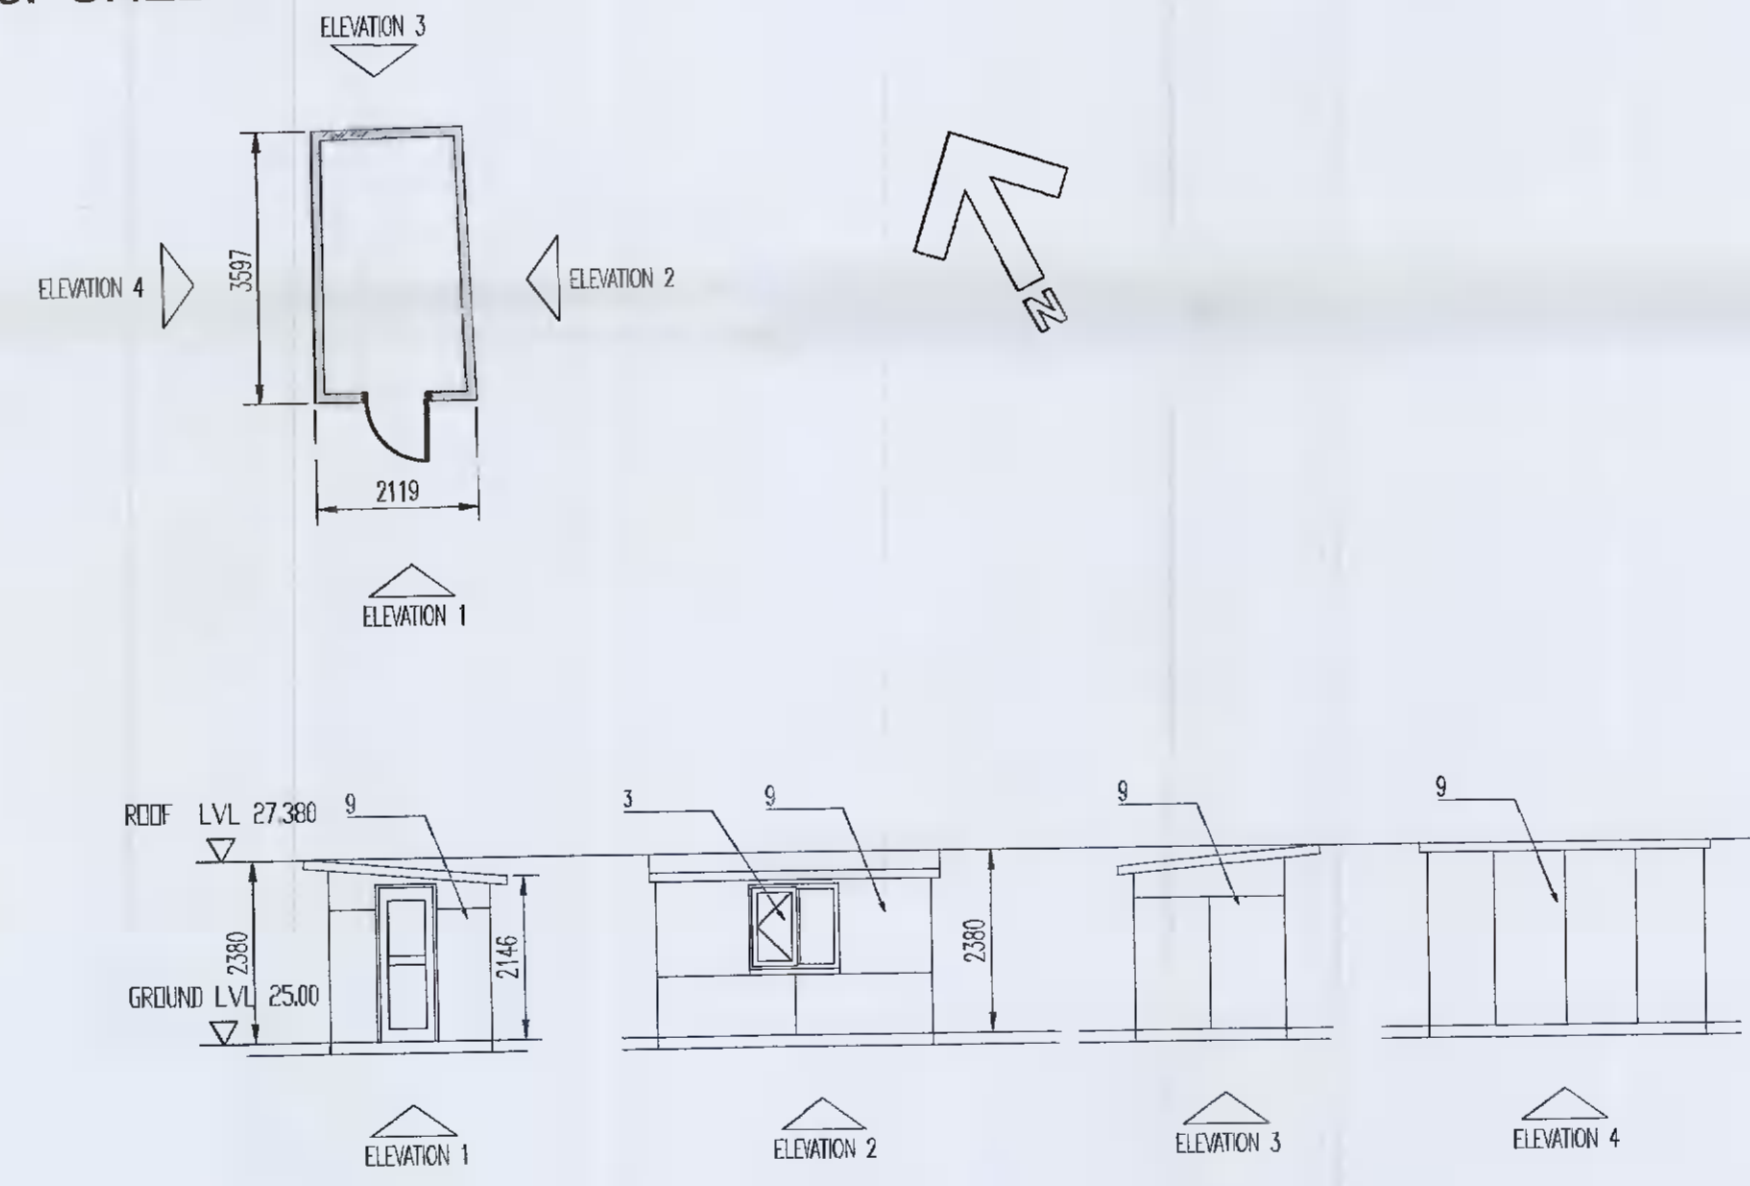 ELEVATION 3
3597
ELEVATION 4
ELEVATION 2
N
2119
ELEVATION 1
ROOF LVL 27.380
9
3
9
9
9
2380
2146
2380
GROUND LVL 25.00
ELEVATION 1
ELEVATION 2
ELEVATION 3
ELEVATION 4